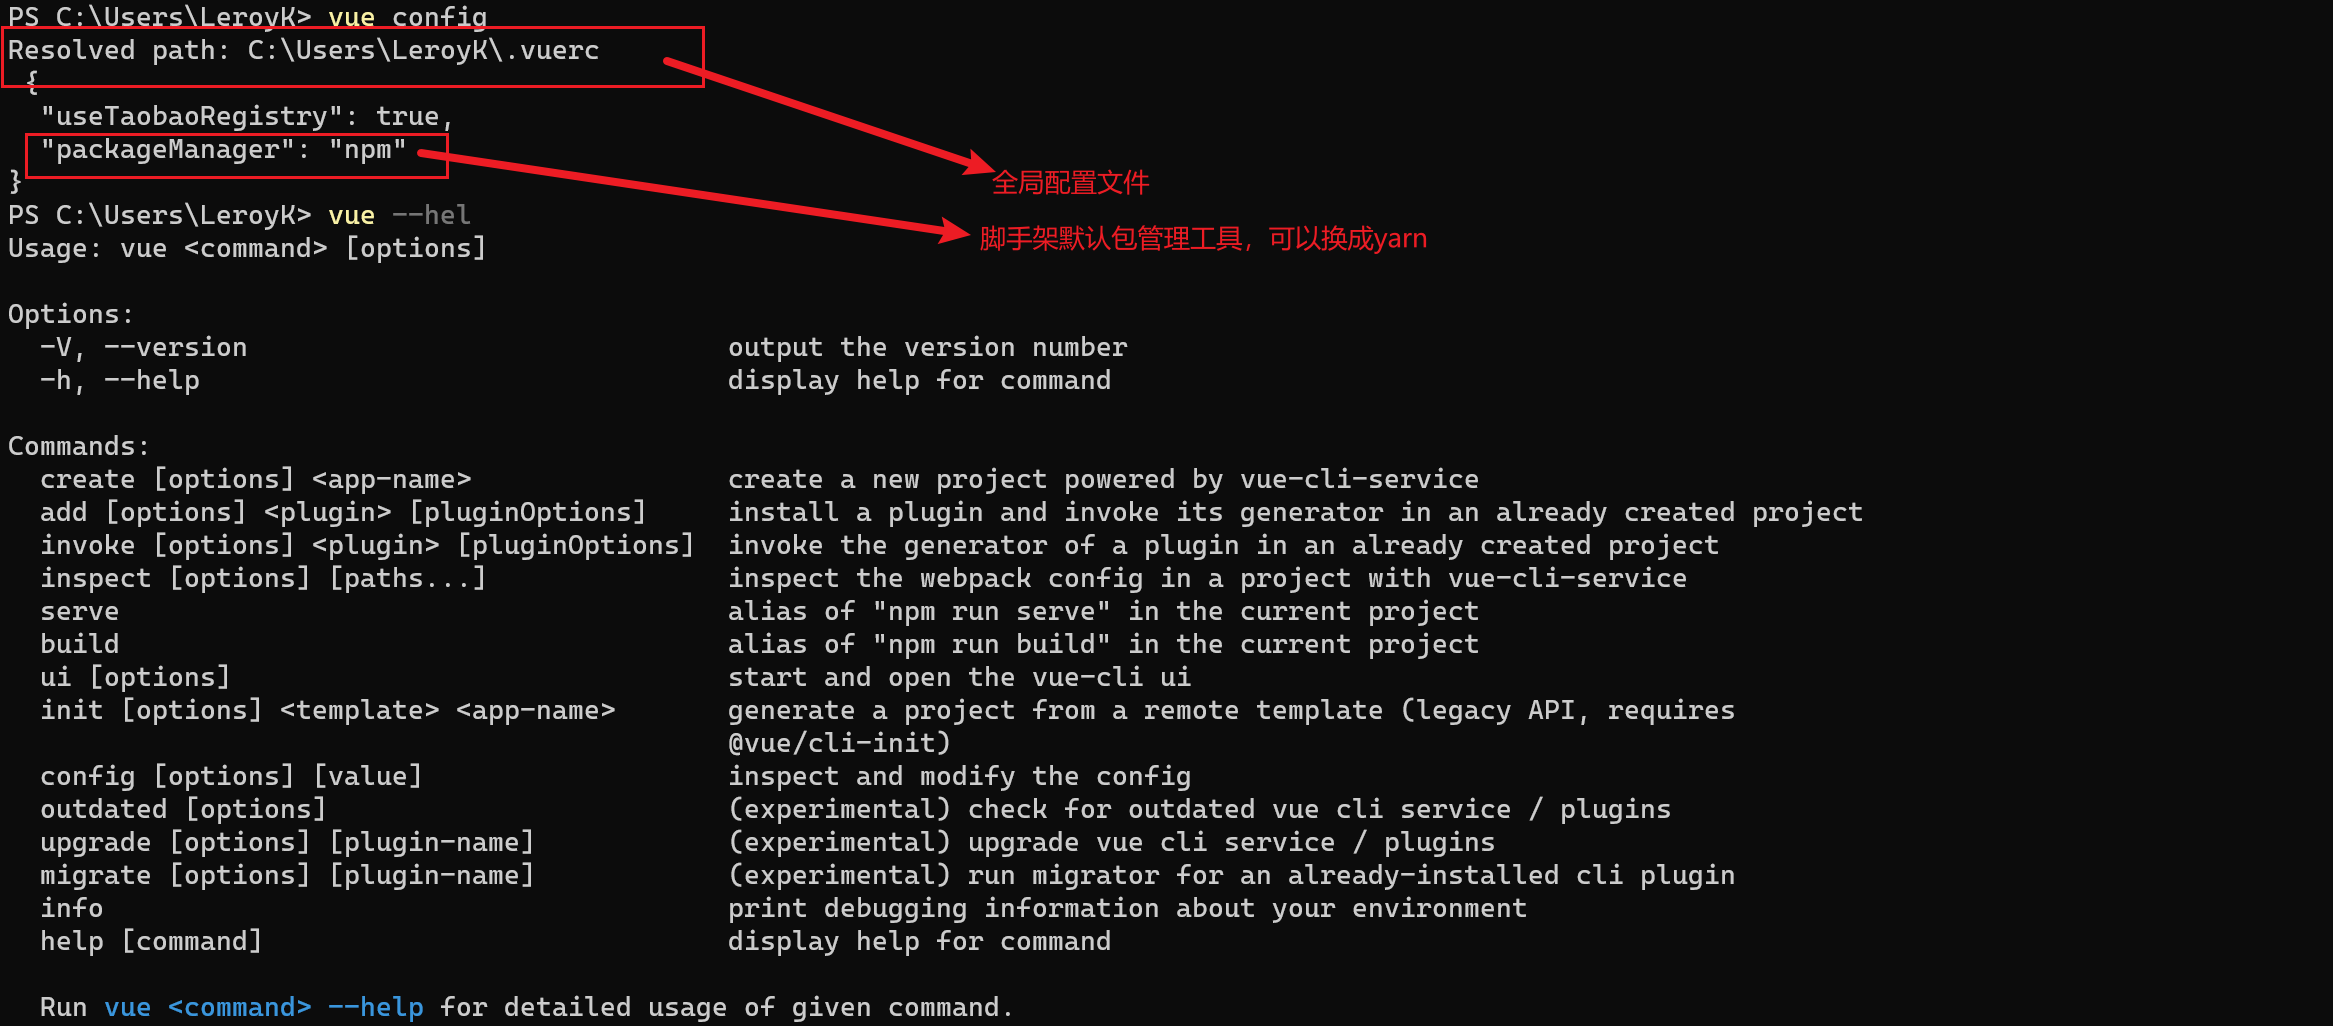 PS C:\Users\LeroyK> vue config
Resolved path: C:\Users\LeroyK\.vuerc
{
"useTaobaoRegistry": true,
"packageManager": "npm"
全局配置文件
}
PS C:\Users\LeroyK> vue --hel
脚手架默认包管理工具，可以换成yarn
Usage: vue <command> [options]
Options:
-V, --version output the version number
-h, --help display help for command
Commands:
create [options] <app-name> create a new project powered by vue-cli-service
add [options] <plugin> [pluginOptions] install a plugin and invoke its generator in an already created project
invoke [options] <plugin> [pluginOptions] invoke the generator of a plugin in an already created project
inspect [options] [paths...] inspect the webpack config in a project with vue-cli-service
serve alias of "npm run serve" in the current project
build alias of "npm run build" in the current project
ui [options] start and open the vue-cli ui
init [options] <template> <app-name> generate a project from a remote template (legacy API, requires
@vue/cli-init)
config [options] [value] inspect and modify the config
outdated [options] (experimental) check for outdated vue cli service / plugins
upgrade [options] [plugin-name] (experimental) upgrade vue cli service / plugins
migrate [options] [plugin-name] (experimental) run migrator for an already-installed cli plugin
info print debugging information about your environment
help [command] display help for command
Run vue <command> --help for detailed usage of given command.